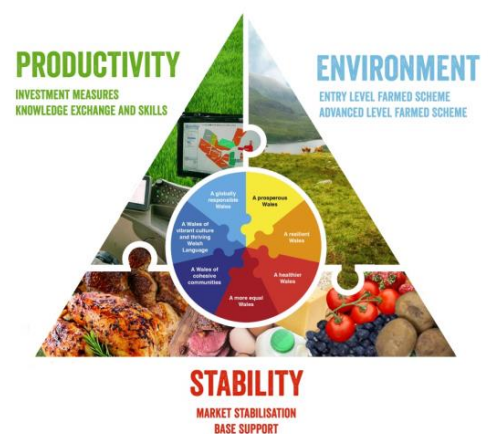 PRODUCTIVITY
INVESTMENT MEASURES
KNOWLEDGE EXCHANGE AND SKILLS
ENVIRONMENT
ENTRY LEVEL FARMED SCHEME
ADVANCED LEVEL FARMED SCHEME
A globally
responsible
Wales
A prosperous
Wales
A Wales of
vibrant culture
and thriving
Welsh
Language
A resilient
Wales
A Wales of
cohesive
communities
A healthier
Wales
A more equal
Wales
STABILITY
MARKET STABILISATION
BASE SUPPORT